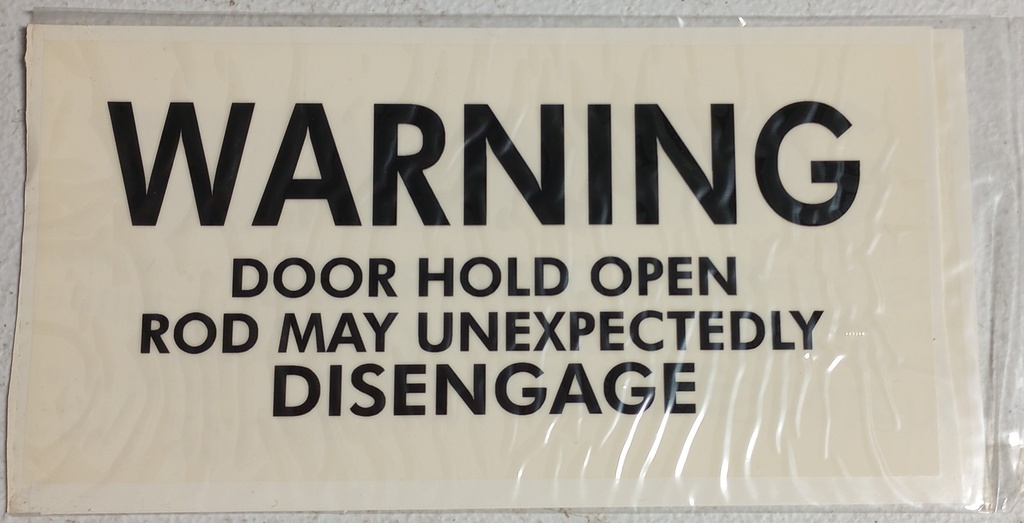 WARNING
DOOR HOLD OPEN
ROD MAY UNEXPECTEDLY
DISENGAGE